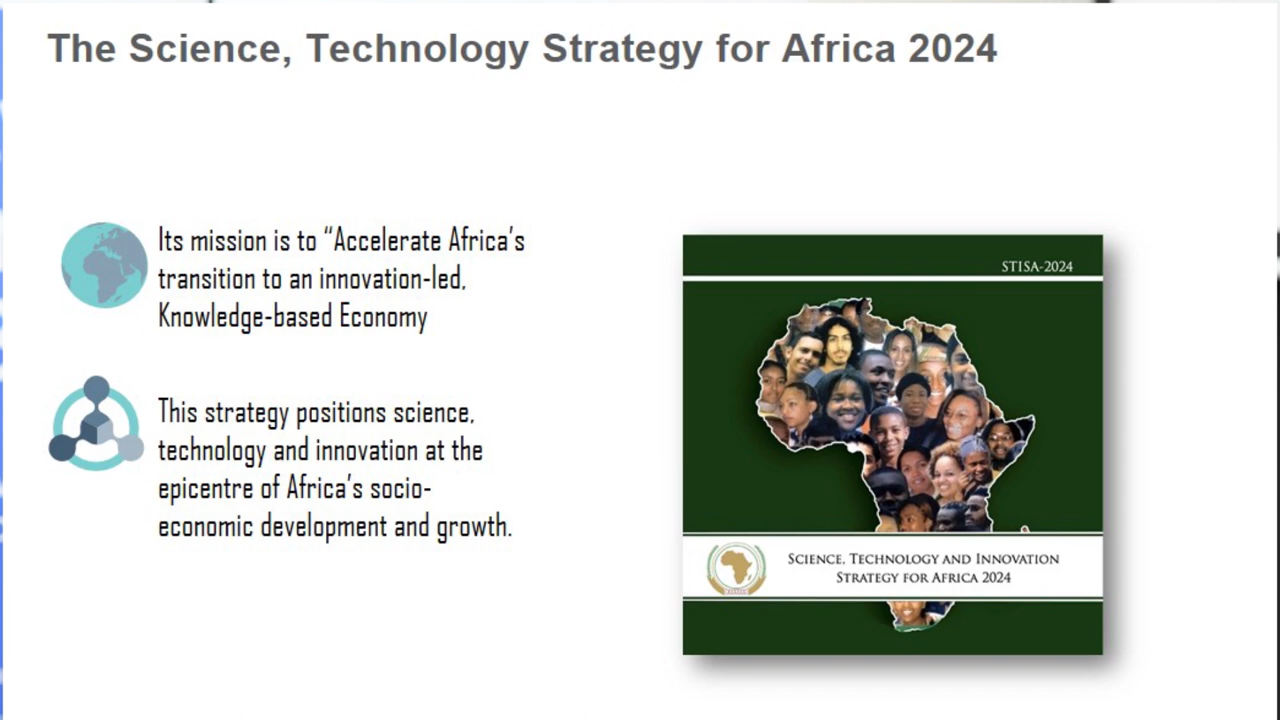 The Science, Technology Strategy for Africa 2024
Its mission is to “Accelerate Africa’s
transition to an innovation-led,
Knowledge-based Economy
This strategy positions science,
technology and innovation at the
epicentre of Africa’s socio-
economic development and growth.
STISA-2024
Science, Technology and Innovation
Strategy for Africa 2024